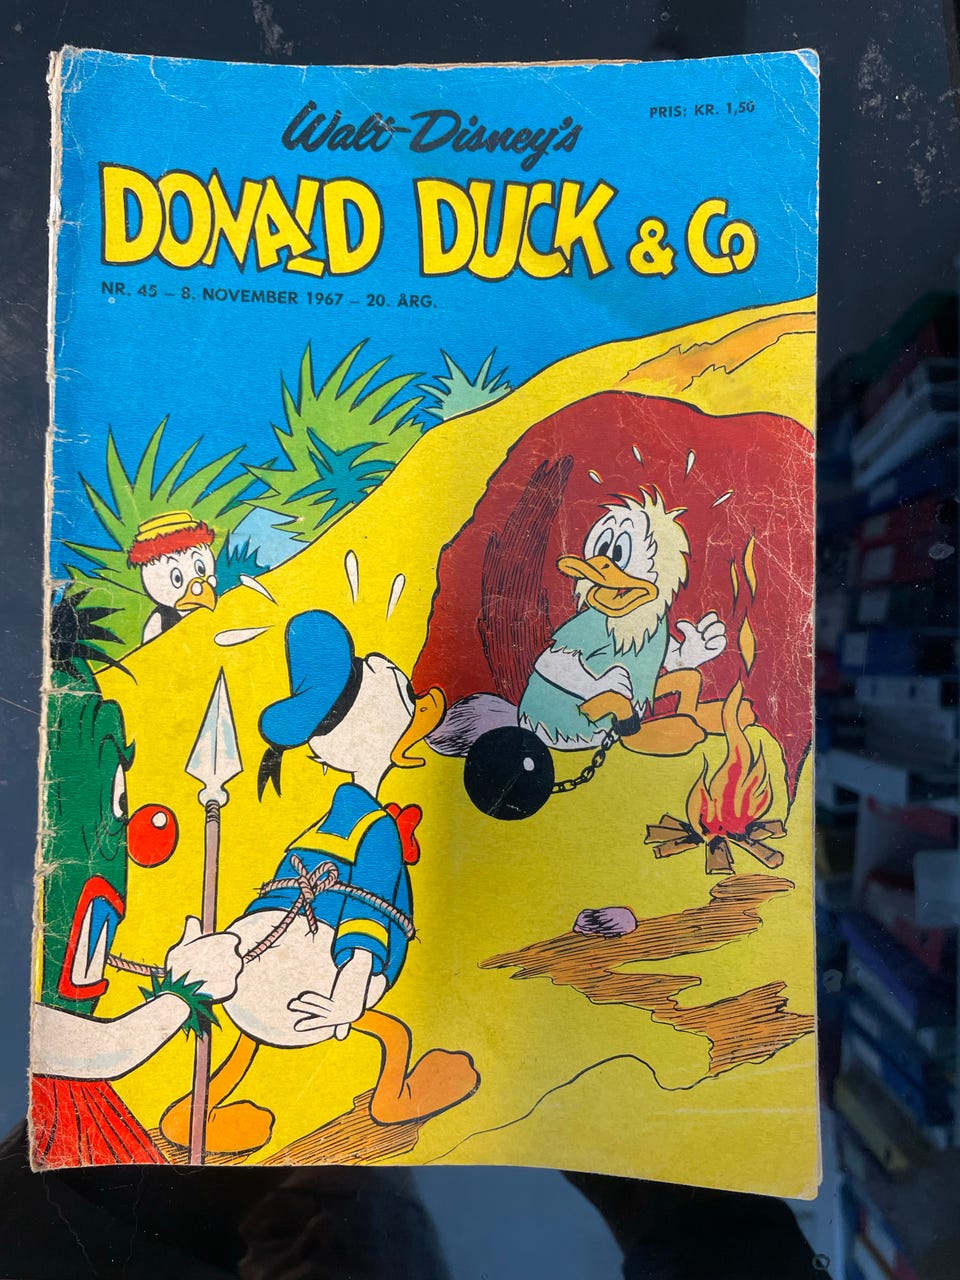 PRIS: KR. 1,50
Walt Disney's
DONALD DUCK & Co
NR. 45 – 8. NOVEMBER 1967 – 20. ÅRG.